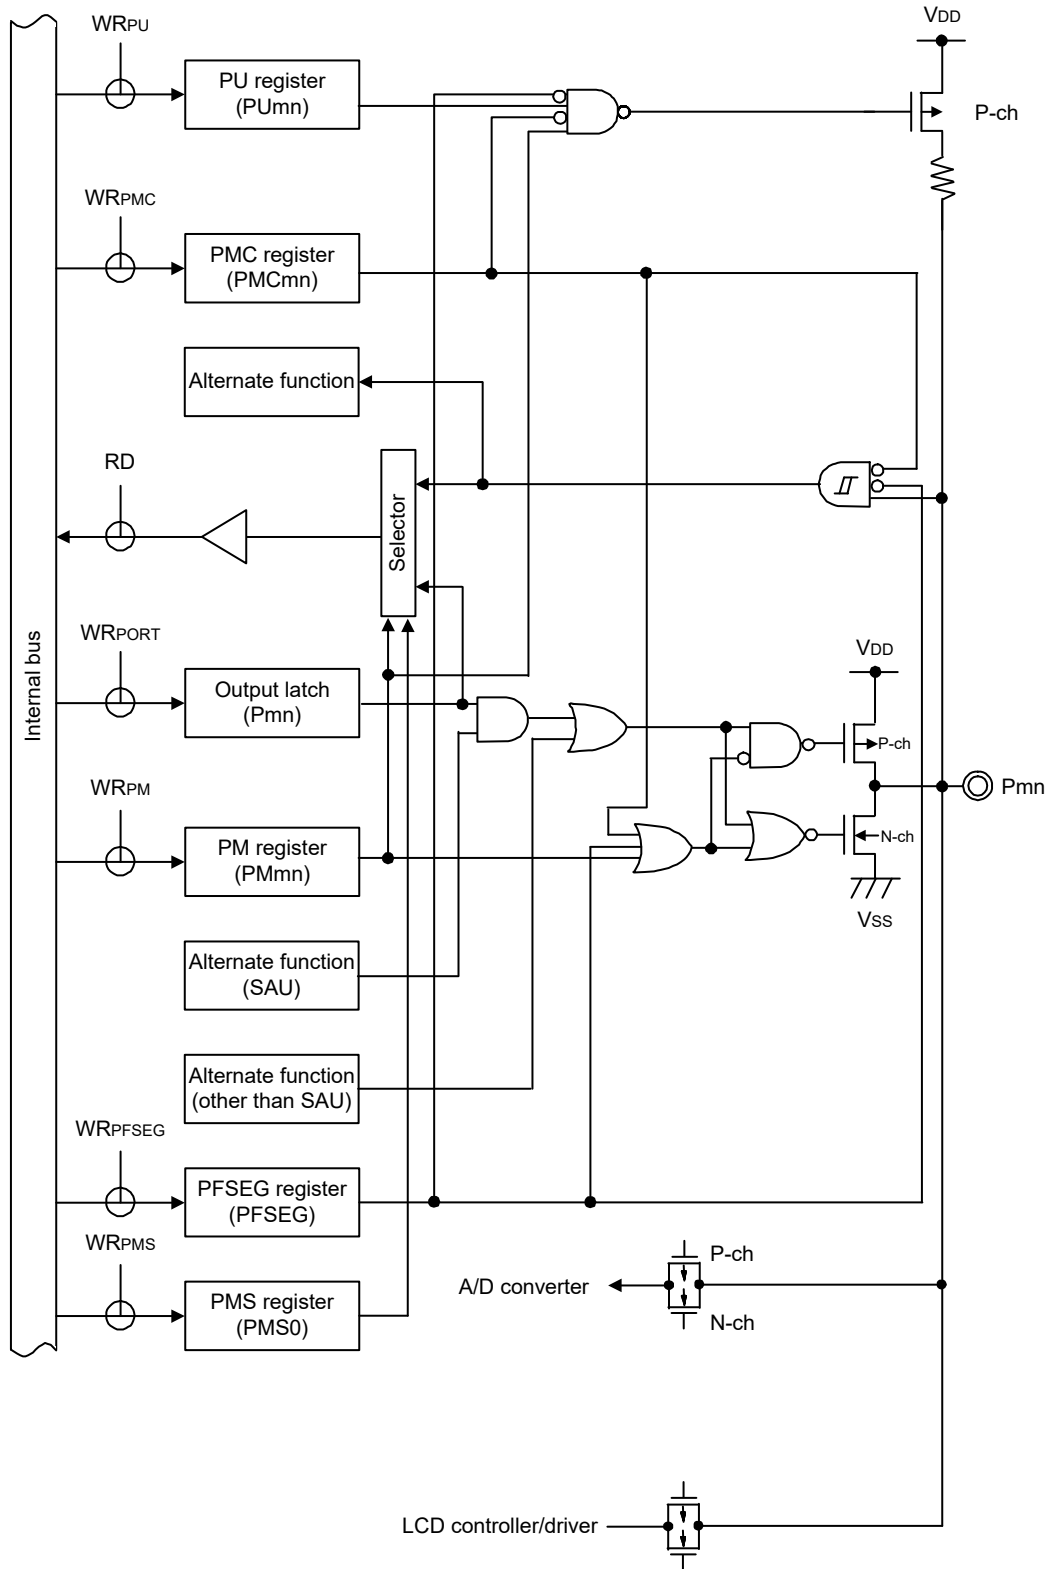 WRPU
VDD
PU register
(PUmn)
P-ch
WRPMC
PMC register
(PMCmn)
Alternate function
RD
Selector
Internal bus
WRPORT
VDD
Output latch
(Pmn)
P-ch
Pmn
WRPM
PM register
(PMmn)
N-ch
VSS
Alternate function
(SAU)
Alternate function
(other than SAU)
WRPFSEG
PFSEG register
(PFSEG)
WRPMS
P-ch
A/D converter
PMS register
(PMS0)
N-ch
LCD controller/driver